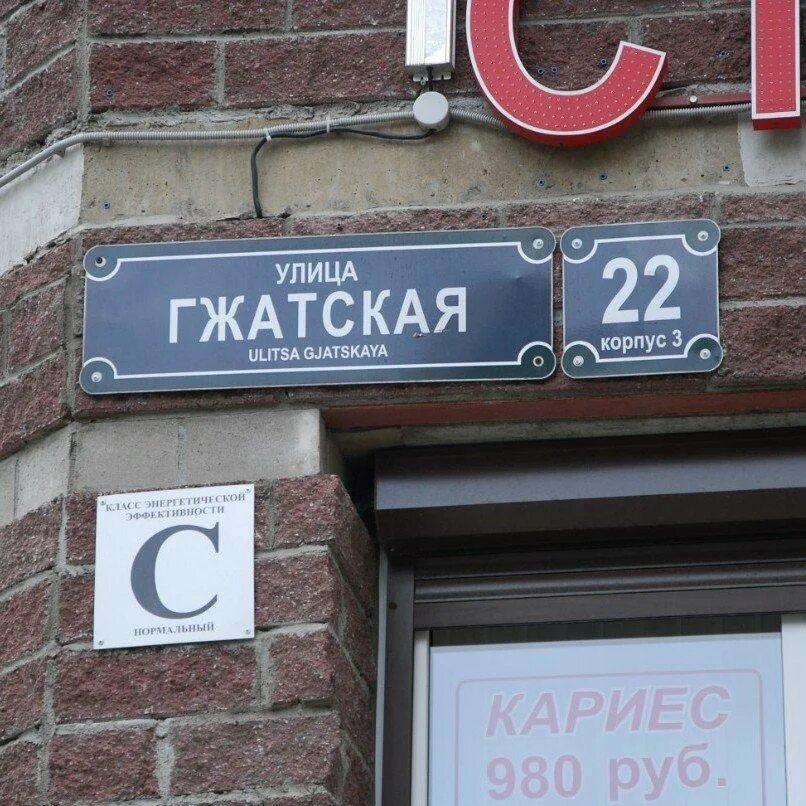 УЛИЦА
ГЖАТСКАЯ
ULITSA GJATSKAYA
22
корпус 3
КЛАСС ЭНЕРГЕТИЧЕСКОЙ
ЭФФЕКТИВНОСТИ
C
НОРМАЛЬНЫЙ
КАРИЕС
980 руб.